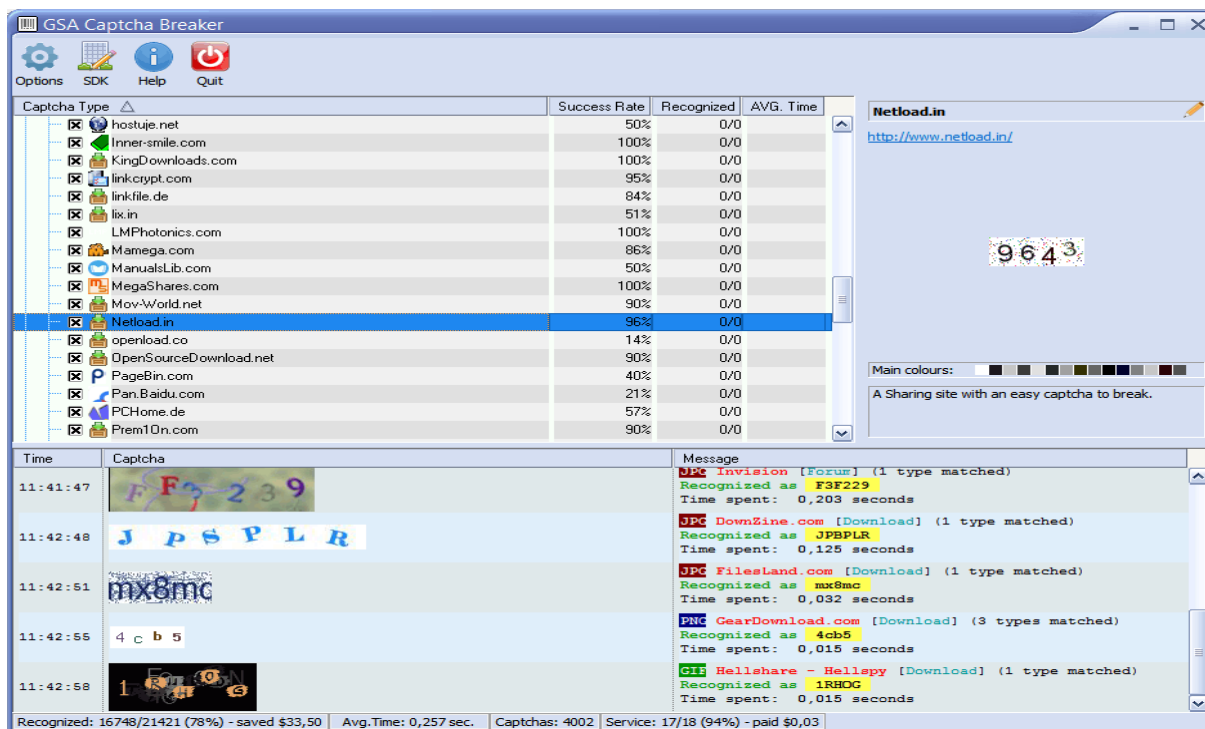 GSA Captcha Breaker
Options SDK Help Quit
Captcha Type Success Rate Recognized AVG. Time
hostuje.net 50% 0/0
Inner-smile.com 100% 0/0
KingDownloads.com 100% 0/0
linkcrypt.com 95% 0/0
linkfile.de 84% 0/0
lix.in 51% 0/0
LMPhotonics.com 100% 0/0
Mamega.com 86% 0/0
ManualsLib.com 50% 0/0
MegaShares.com 100% 0/0
Mov-World.net 90% 0/0
Netload.in 96% 0/0
openload.co 14% 0/0
OpenSourceDownload.net 90% 0/0
PageBin.com 40% 0/0
Pan.Baidu.com 21% 0/0
PCHome.de 57% 0/0
Prem1On.com 90% 0/0
Netload.in
http://www.netload.in/
9643
Main colours:
A Sharing site with an easy captcha to break.
Time Captcha Message
11:41:47 FF3239 JPG Invision [Forum] (1 type matched)
Recognized as F3F229
Time spent: 0,203 seconds
11:42:48 JPSPLR JPG DownZine.com [Download] (1 type matched)
Recognized as JPBPLR
Time spent: 0,125 seconds
11:42:51 mx8mc JPG FilesLand.com [Download] (1 type matched)
Recognized as mx8mc
Time spent: 0,032 seconds
11:42:55 4cb5 PNG GearDownload.com [Download] (3 types matched)
Recognized as 4cb5
Time spent: 0,015 seconds
11:42:58 GIF Hellshare - Hellspy [Download] (1 type matched)
Recognized as 1RHOG
Time spent: 0,015 seconds
Recognized: 16748/21421 (78%) - saved $33,50 Avg.Time: 0,257 sec. Captchas: 4002 Service: 17/18 (94%) - paid $0,03